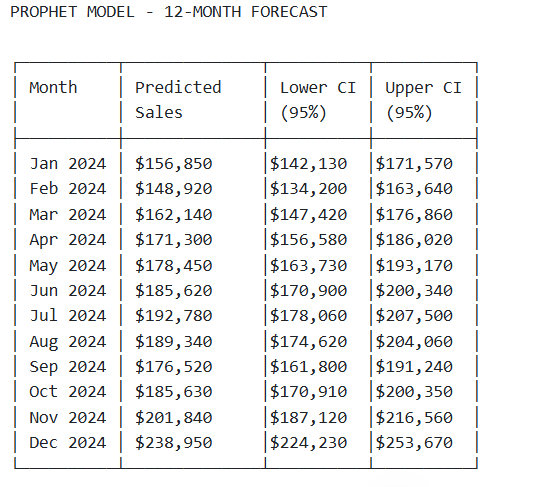 PROPHET MODEL - 12-MONTH FORECAST
Month Predicted Lower CI Upper CI
Sales (95%) (95%)
Jan 2024 $156,850 $142,130 $171,570
Feb 2024 $148,920 $134,200 $163,640
Mar 2024 $162,140 $147,420 $176,860
Apr 2024 $171,300 $156,580 $186,020
May 2024 $178,450 $163,730 $193,170
Jun 2024 $185,620 $170,900 $200,340
Jul 2024 $192,780 $178,060 $207,500
Aug 2024 $189,340 $174,620 $204,060
Sep 2024 $176,520 $161,800 $191,240
Oct 2024 $185,630 $170,910 $200,350
Nov 2024 $201,840 $187,120 $216,560
Dec 2024 $238,950 $224,230 $253,670